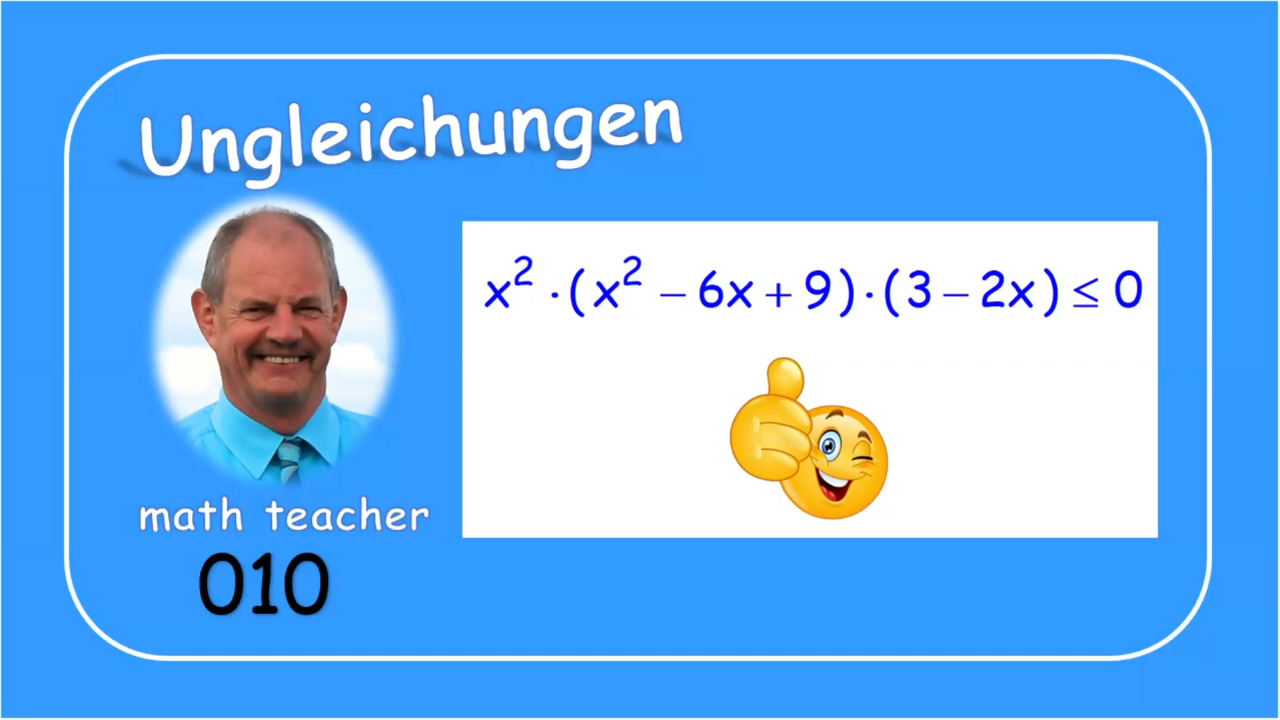 Ungleichungen
x² · (x² − 6x + 9) · (3 − 2x) ≤ 0
math teacher
010